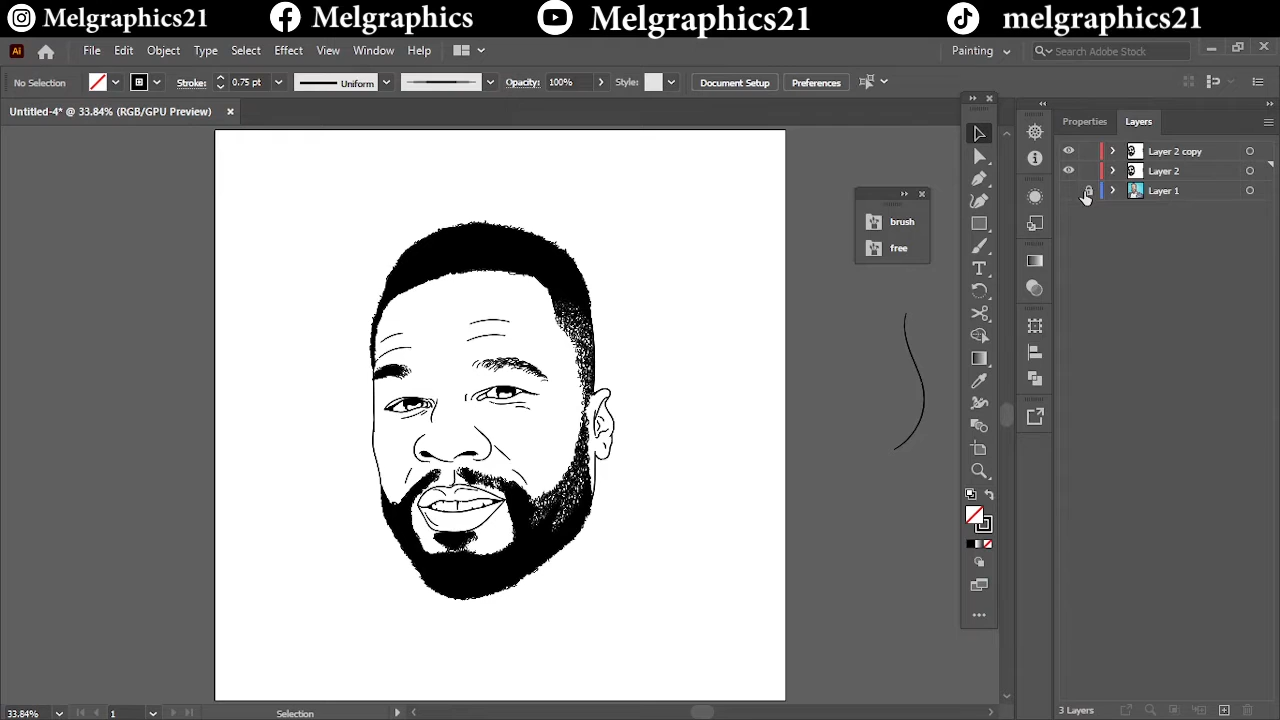 Melgraphics21 Melgraphics Melgraphics21 melgraphics21
Ai File Edit Object Type Select Effect View Window Help Painting Search Adobe Stock
No Selection Stroke: 0.75 pt Uniform Opacity: 100% Style: Document Setup Preferences
Untitled-4* @ 33.84% (RGB/GPU Preview)
Properties Layers
Layer 2 copy
Layer 2
Layer 1
brush
free
33.84% 1 Selection 3 Layers